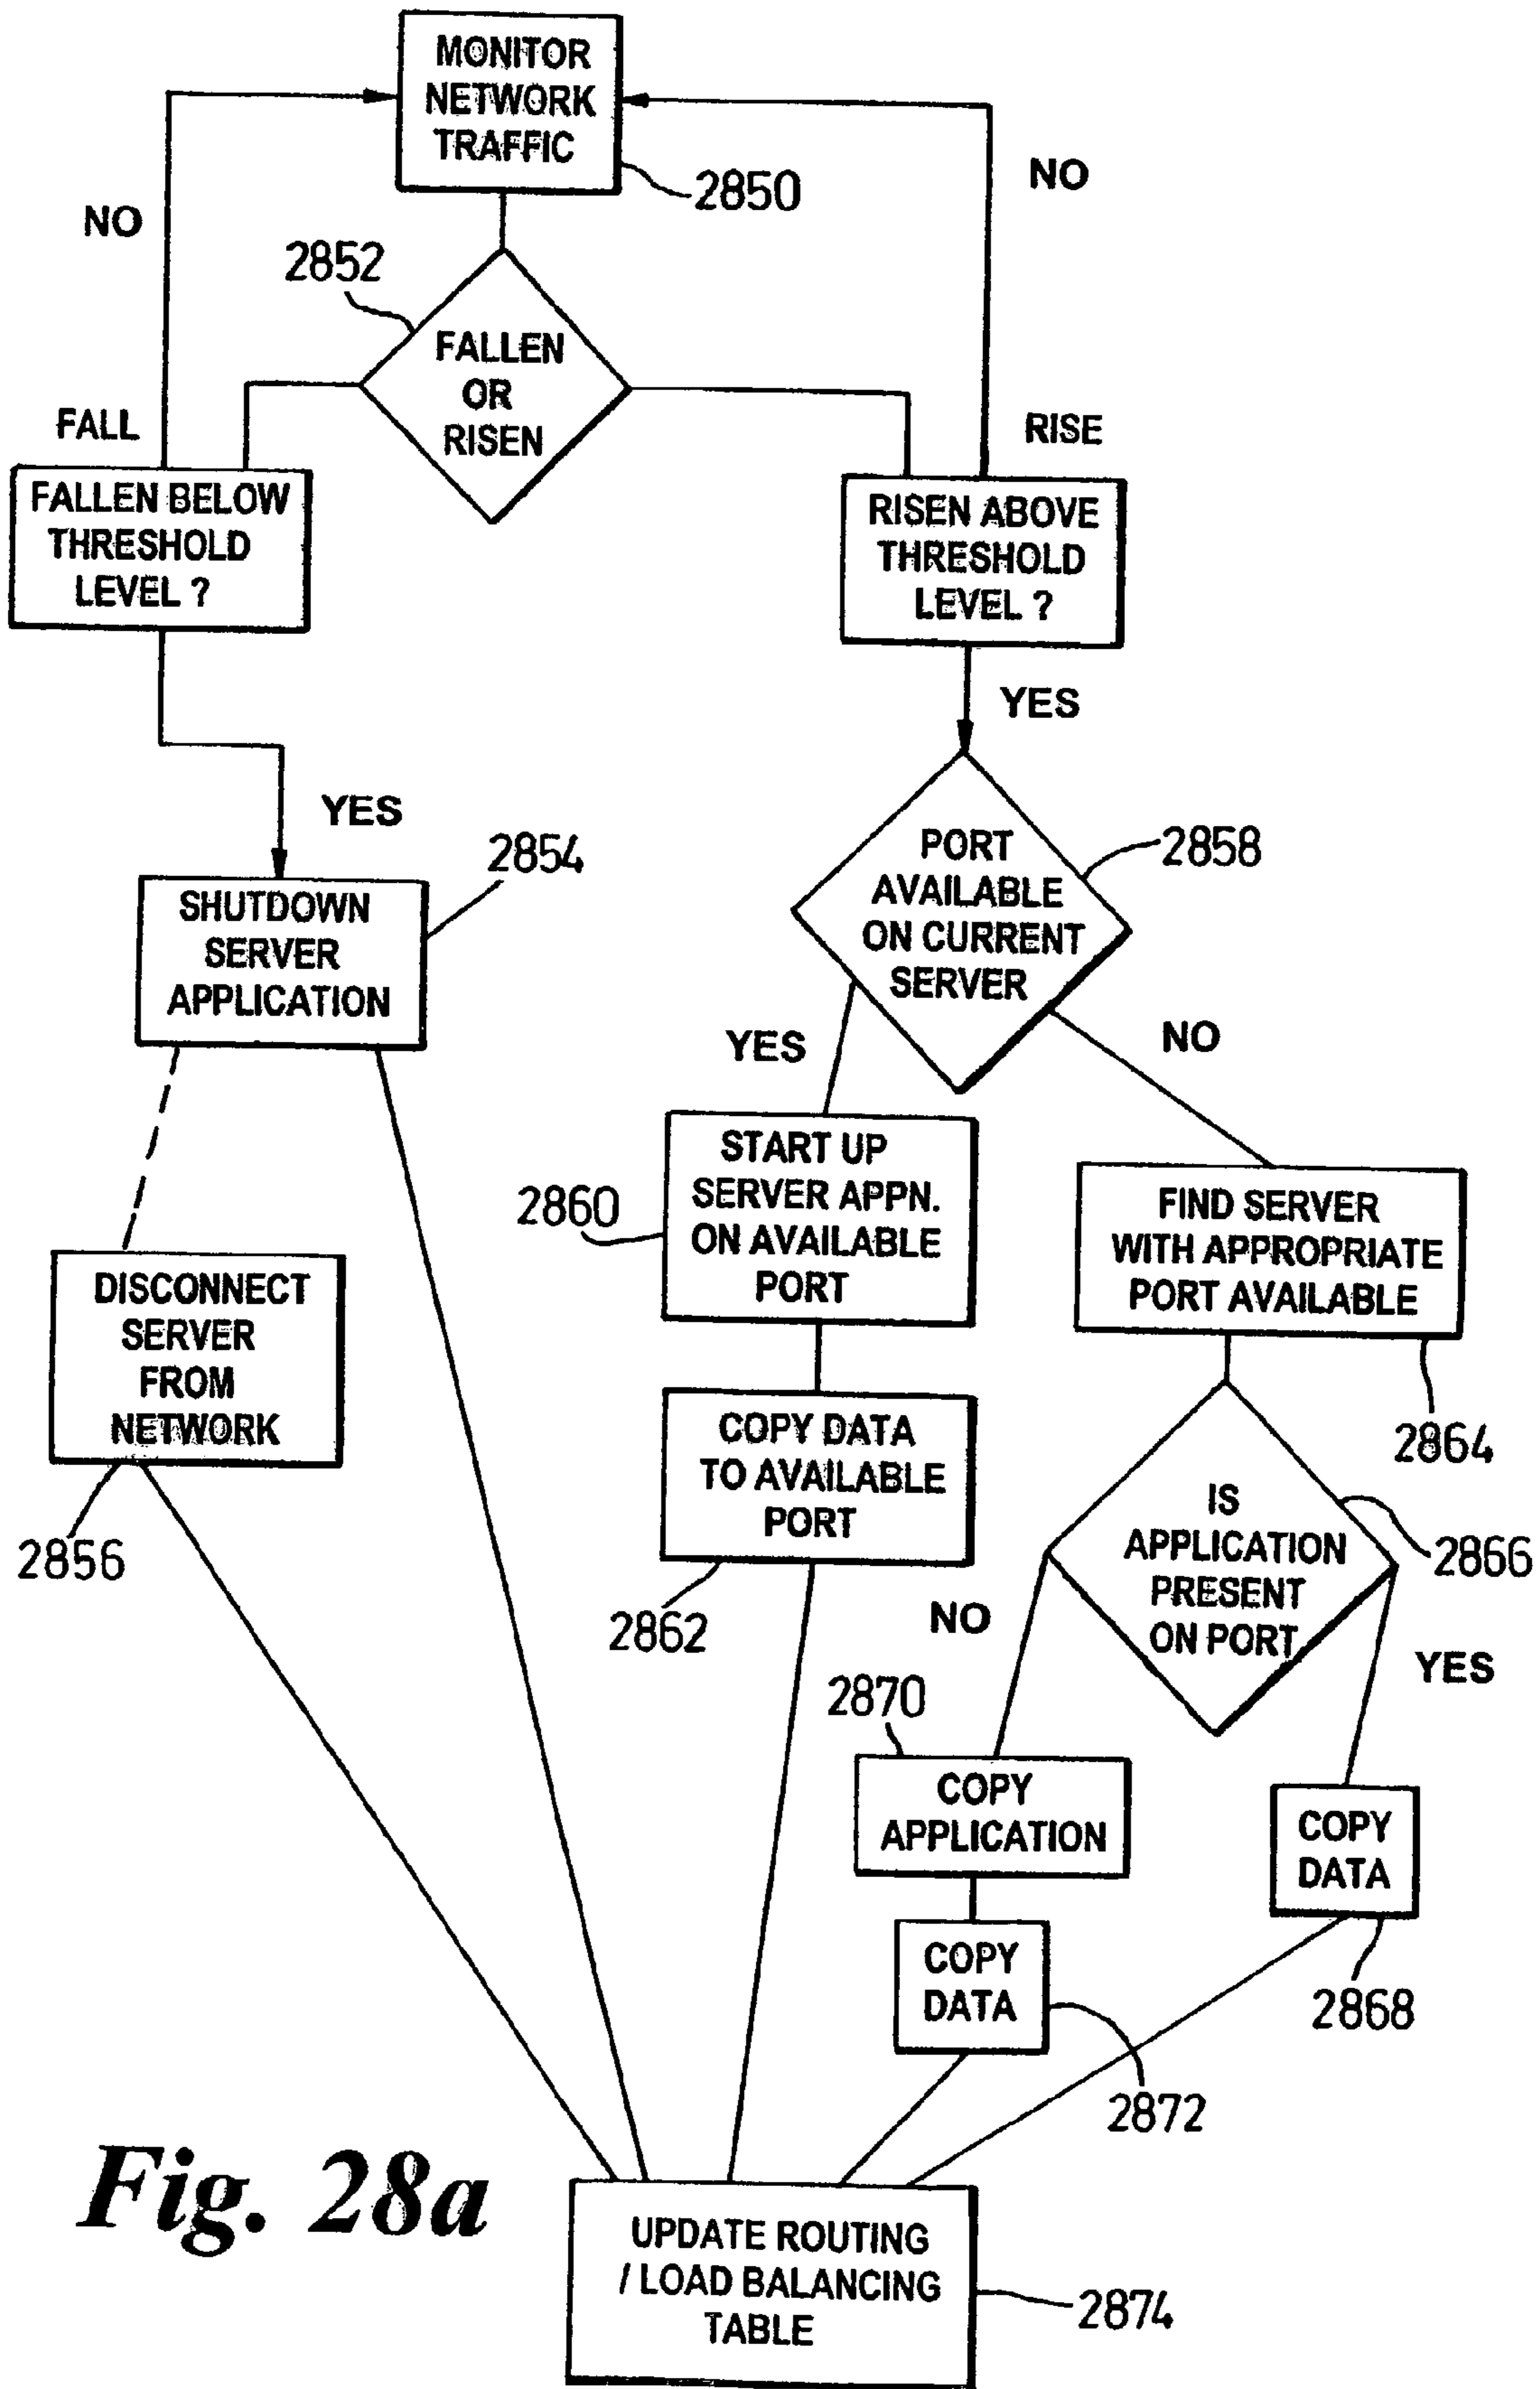 MONITOR
NETWORK
TRAFFIC
2850
NO
NO
2852
FALLEN
OR
RISEN
FALL
RISE
FALLEN BELOW
THRESHOLD
LEVEL ?
RISEN ABOVE
THRESHOLD
LEVEL ?
YES
YES
SHUTDOWN
SERVER
APPLICATION
2854
PORT
AVAILABLE
ON CURRENT
SERVER
2858
YES
NO
START UP
SERVER APPN.
ON AVAILABLE
PORT
2860
FIND SERVER
WITH APPROPRIATE
PORT AVAILABLE
2864
DISCONNECT
SERVER
FROM
NETWORK
2856
COPY DATA
TO AVAILABLE
PORT
2862
IS
APPLICATION
PRESENT
ON PORT
2866
NO
YES
2870
COPY
APPLICATION
COPY
DATA
2868
COPY
DATA
2872
Fig. 28a
UPDATE ROUTING
/ LOAD BALANCING
TABLE
2874